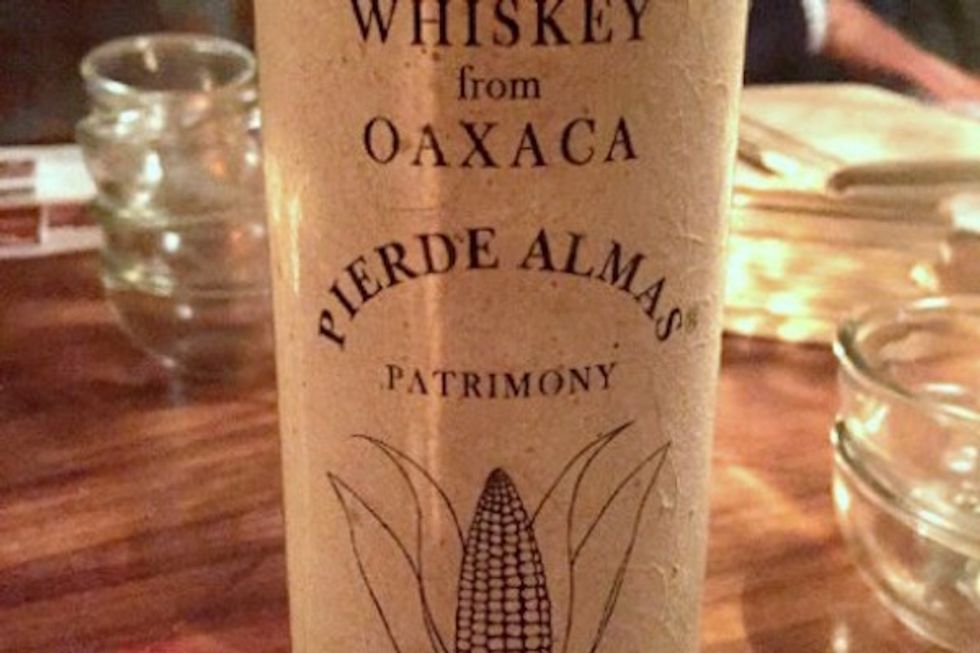 WHISKEY
from
OAXACA
PIERDE ALMAS®
PATRIMONY